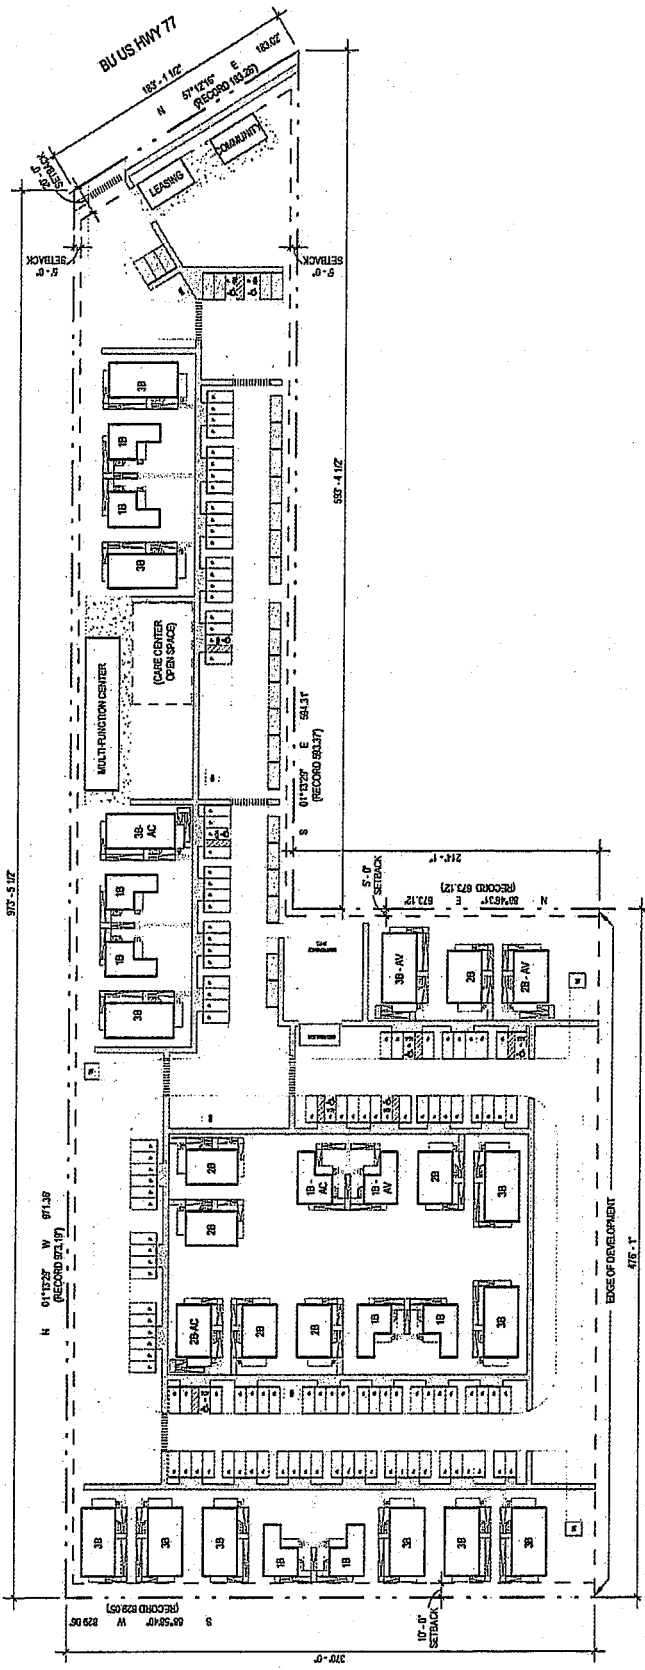 BU US HWY 77
183' - 1 1/2"
N 57°12'16" E 183.02'
(RECORD 183.26)
20' - 0"
SETBACK
COMMUNITY
LEASING
5' - 0"
SETBACK
5' - 0"
SETBACK
3B
1B
1B
3B
593' - 4 1/2"
MULTI-FUNCTION CENTER
(CARE CENTER
OPEN SPACE)
S 01°13'29" E 594.31'
(RECORD 593.37)
973' - 5 1/2"
3B-
AC
1B
1B
3B
214' - 1"
5' - 0"
SETBACK
N 88°46'31" E 673.12'
(RECORD 673.12)
3B - AV
2B
2B - AV
N 01°13'29" W 971.38'
(RECORD 973.19')
2B
2B
1B -
AC
1B -
AV
2B
3B
2B-AC
2B
2B
1B
1B
3B
EDGE OF DEVELOPMENT
476' - 1"
3B
3B
3B
1B
1B
3B
3B
3B
S 88°58'40" W 829.06'
(RECORD 829.05')
10' - 0"
SETBACK
370' - 0"